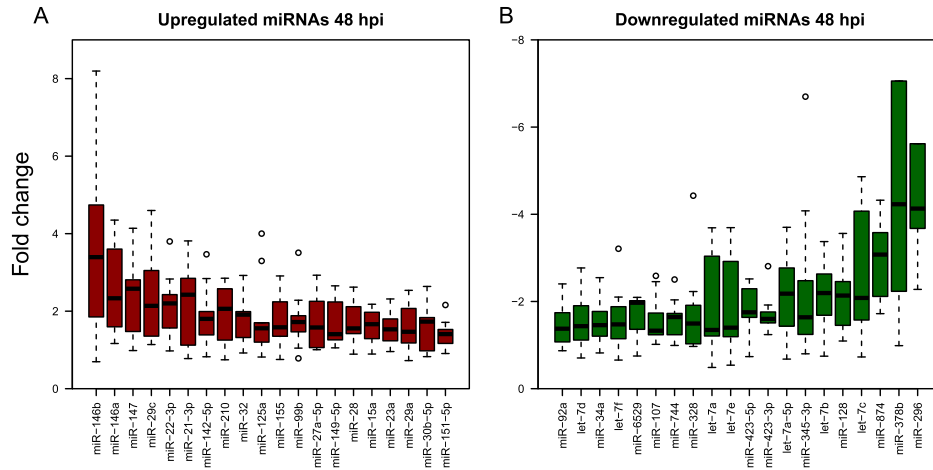 A
Upregulated miRNAs 48 hpi
Fold change
8
6
4
2
0
miR−146b
miR−146a
miR−147
miR−29c
miR−22−3p
miR−21−3p
miR−142−5p
miR−210
miR−32
miR−125a
miR−155
miR−99b
miR−27a−5p
miR−149−5p
miR−28
miR−15a
miR−23a
miR−29a
miR−30b−5p
miR−151−5p
B
Downregulated miRNAs 48 hpi
−8
−6
−4
−2
0
miR−92a
let−7d
miR−34a
let−7f
miR−6529
miR−107
miR−744
miR−328
let−7a
let−7e
miR−423−5p
miR−423−3p
let−7a−5p
miR−345−3p
let−7b
miR−128
let−7c
miR−874
miR−378b
miR−296